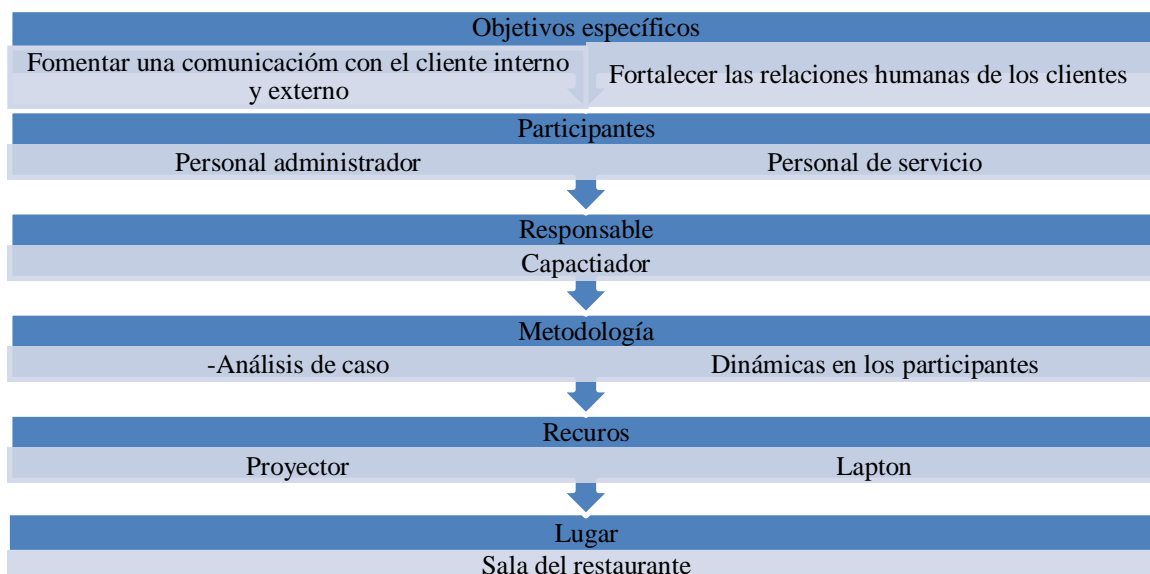 Objetivos específicos
Fomentar una comunicacióm con el cliente interno
y externo
Fortalecer las relaciones humanas de los clientes
Participantes
Personal administrador
Personal de servicio
Responsable
Capactiador
Metodología
-Análisis de caso
Dinámicas en los participantes
Recuros
Proyector
Lapton
Lugar
Sala del restaurante